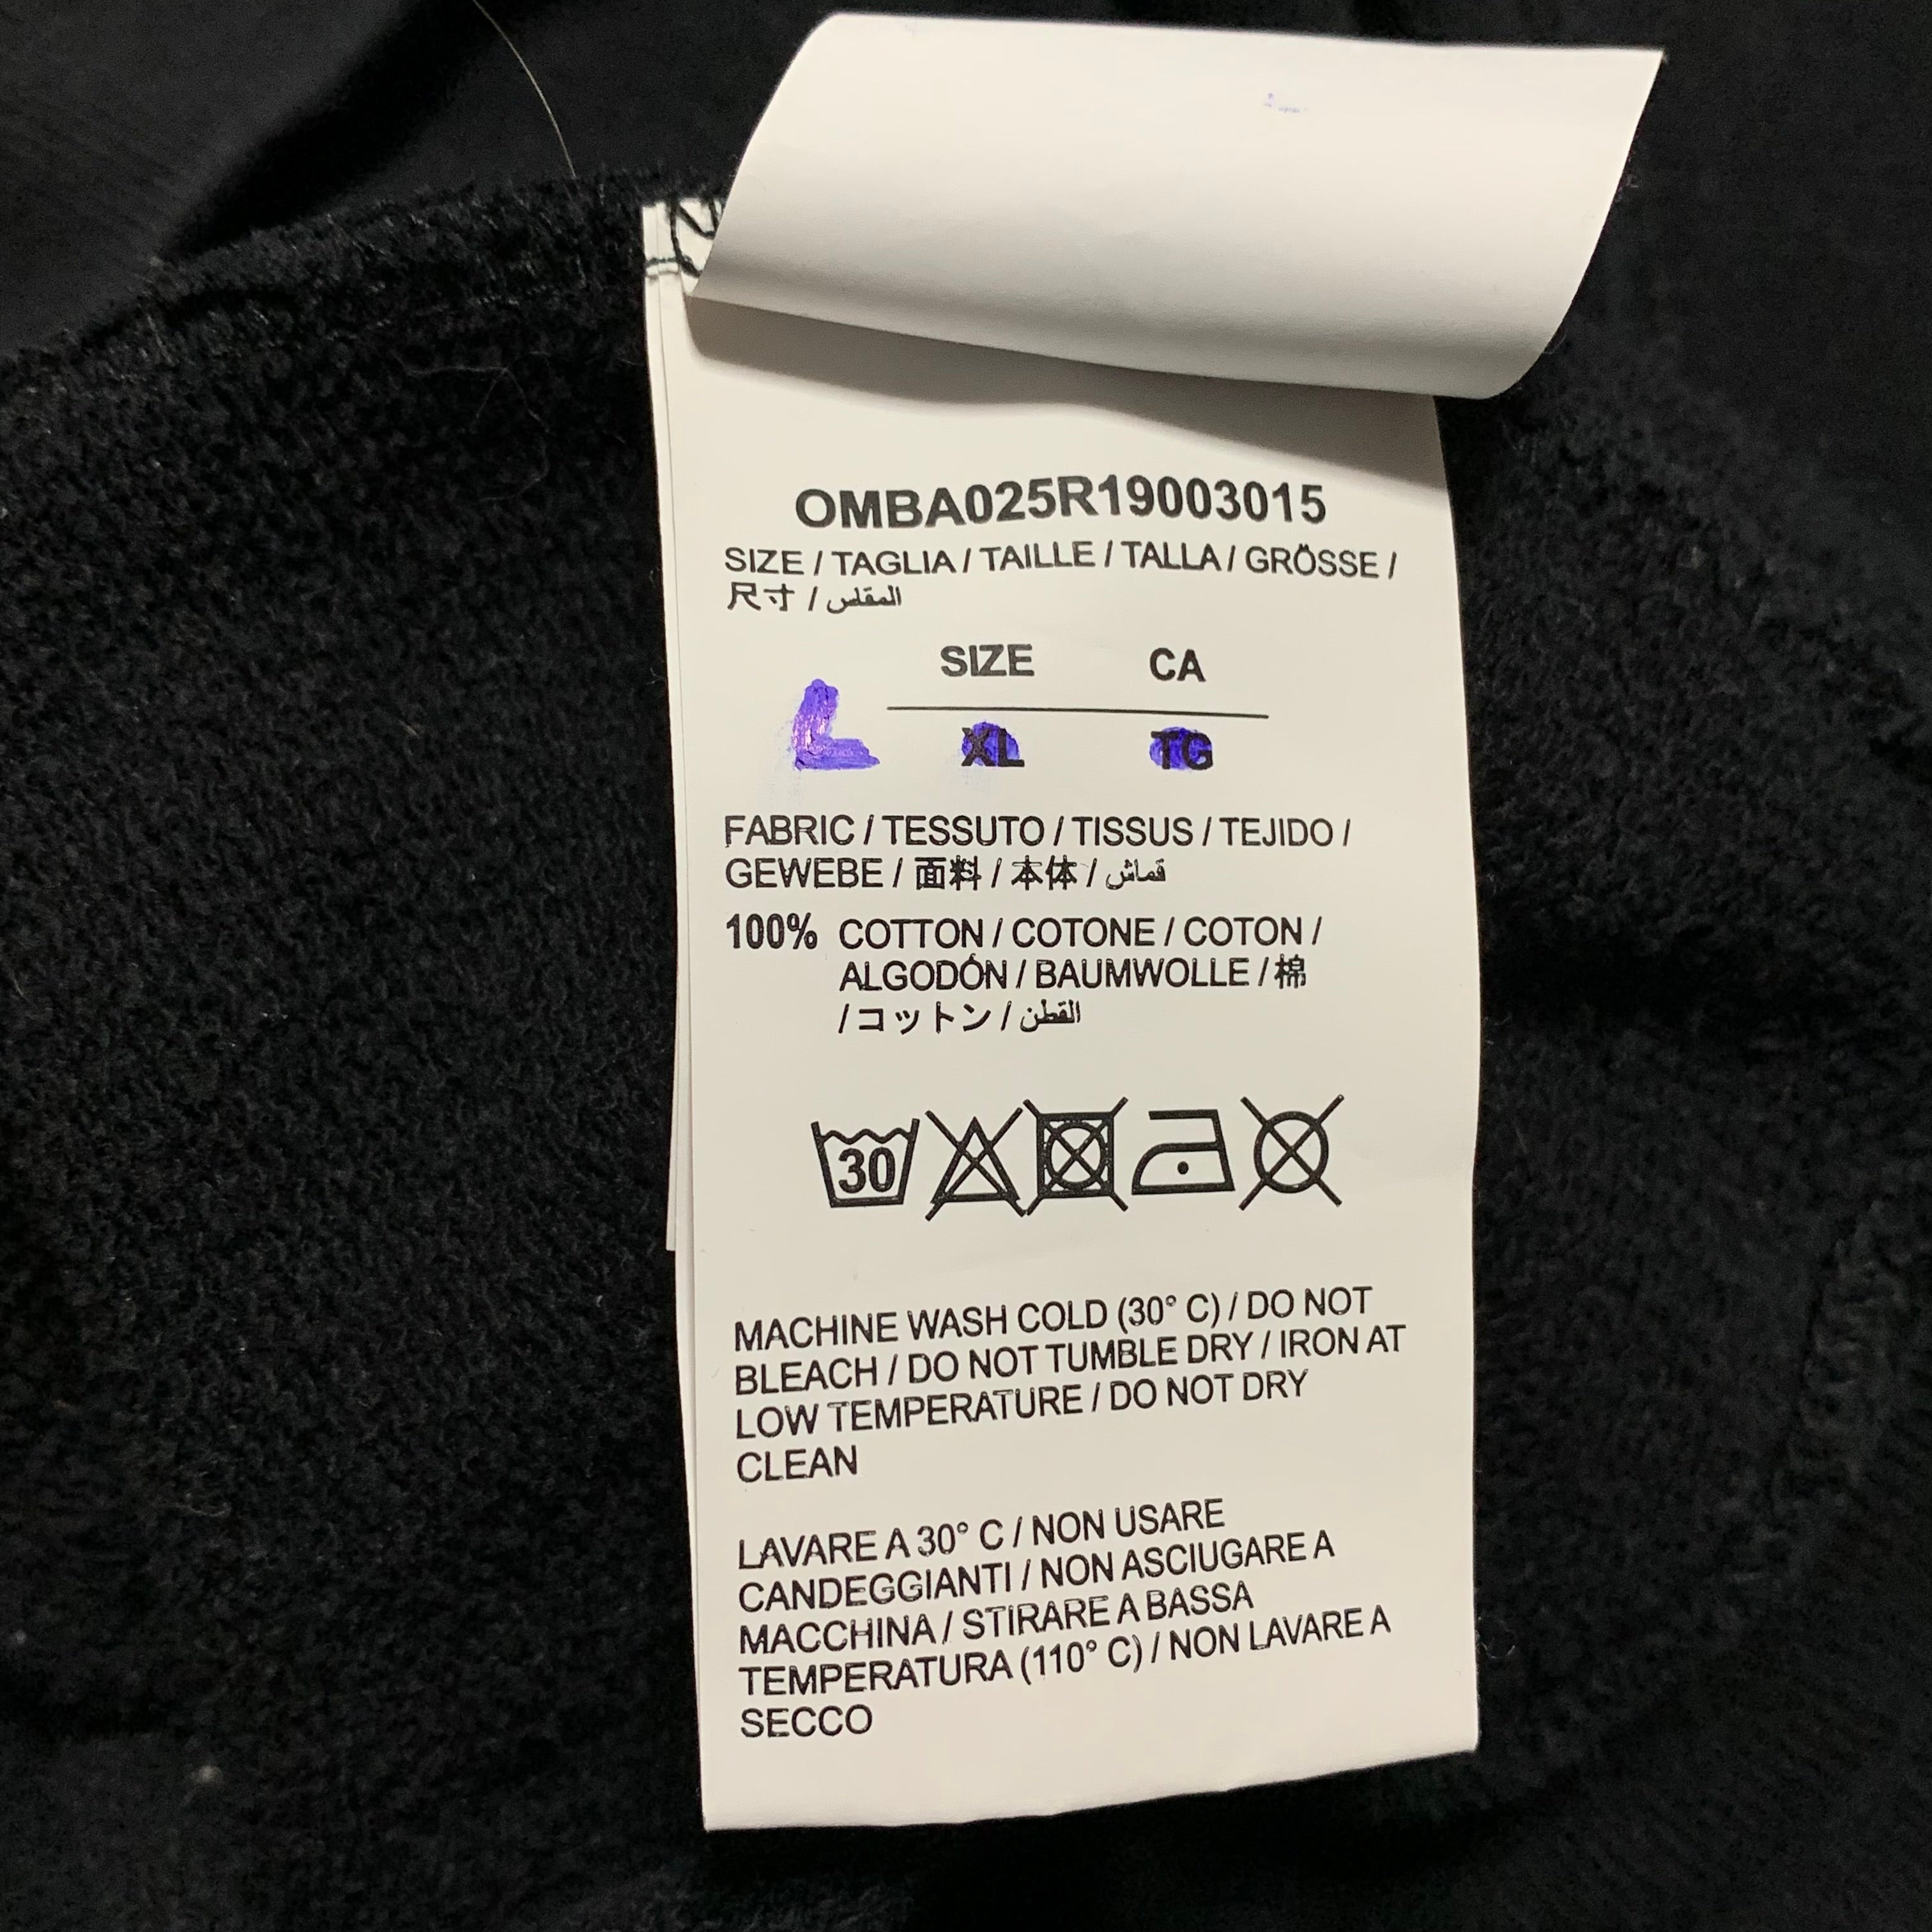 OMBA025R19003015
SIZE / TAGLIA / TAILLE / TALLA / GRÖSSE /
尺寸 / المقلس
SIZE CA
L XL TG
FABRIC / TESSUTO / TISSUS / TEJIDO /
GEWEBE / 面料 / 本体 / قماش
100% COTTON / COTONE / COTON /
ALGODÓN / BAUMWOLLE / 棉
/ コットン / القطن
30
MACHINE WASH COLD (30° C) / DO NOT
BLEACH / DO NOT TUMBLE DRY / IRON AT
LOW TEMPERATURE / DO NOT DRY
CLEAN
LAVARE A 30° C / NON USARE
CANDEGGIANTI / NON ASCIUGARE A
MACCHINA / STIRARE A BASSA
TEMPERATURA (110° C) / NON LAVARE A
SECCO